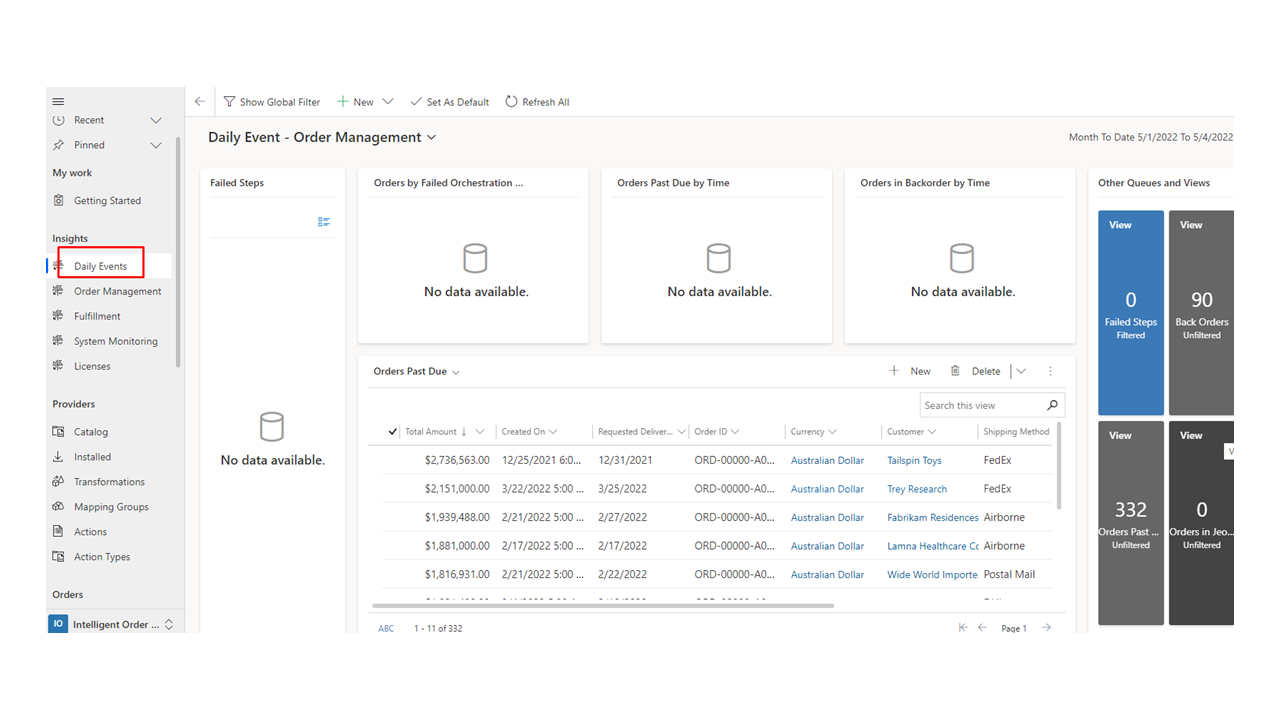 Show Global Filter New Set As Default Refresh All
Recent
Pinned
My work
Getting Started
Insights
Daily Events
Order Management
Fulfillment
System Monitoring
Licenses
Providers
Catalog
Installed
Transformations
Mapping Groups
Actions
Action Types
Orders
IO Intelligent Order ...
Daily Event - Order Management
Month To Date 5/1/2022 To 5/4/2022
Failed Steps
No data available.
Orders by Failed Orchestration ...
No data available.
Orders Past Due by Time
No data available.
Orders in Backorder by Time
No data available.
Orders Past Due
New Delete
Search this view
Total Amount Created On Requested Deliver... Order ID Currency Customer Shipping Method
$2,736,563.00 12/25/2021 6:0... 12/31/2021 ORD-00000-A0... Australian Dollar Tailspin Toys FedEx
$2,151,000.00 3/22/2022 5:00 ... 3/25/2022 ORD-00000-A0... Australian Dollar Trey Research FedEx
$1,939,488.00 2/21/2022 5:00 ... 2/27/2022 ORD-00000-A0... Australian Dollar Fabrikam Residences Airborne
$1,881,000.00 2/17/2022 5:00 ... 2/17/2022 ORD-00000-A0... Australian Dollar Lamna Healthcare Cc Airborne
$1,816,931.00 2/21/2022 5:00 ... 2/22/2022 ORD-00000-A0... Australian Dollar Wide World Importe Postal Mail
ABC 1 - 11 of 332 Page 1
Other Queues and Views
View
0
Failed Steps
Filtered
View
90
Back Orders
Unfiltered
View
332
Orders Past ...
Unfiltered
View
0
Orders in Jeo...
Unfiltered